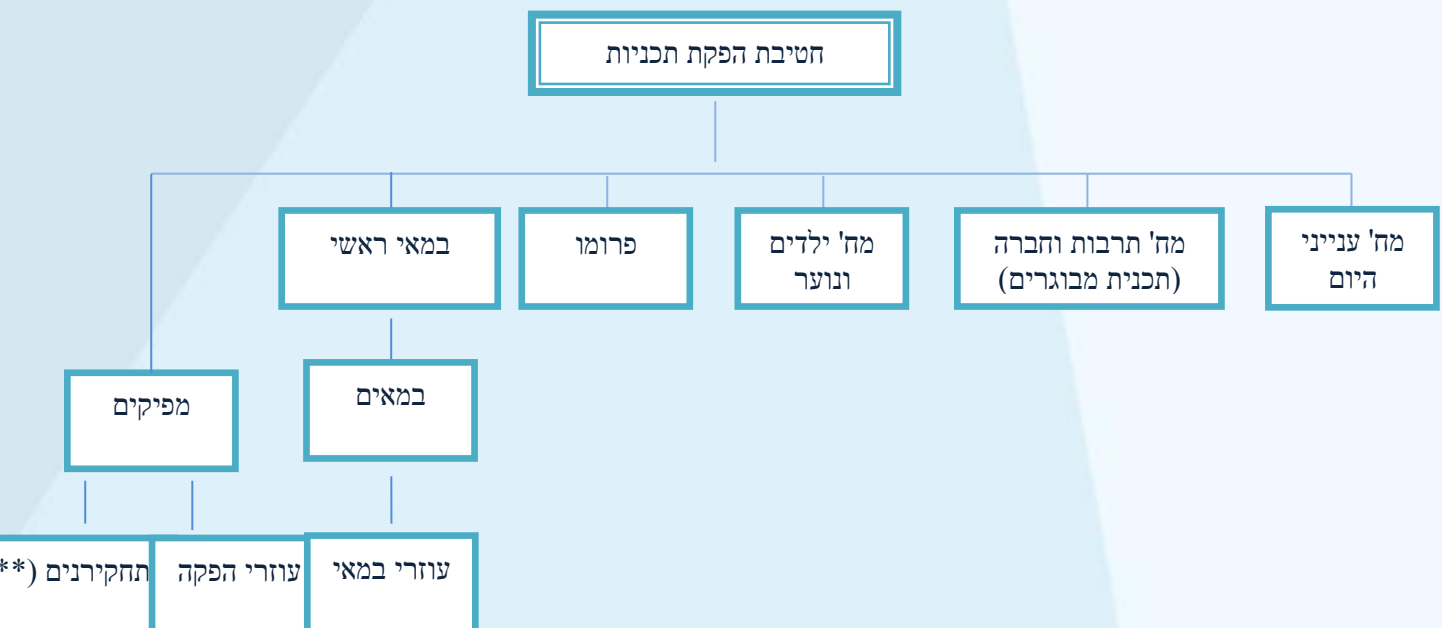 חטיבת הפקת תכניות
מח' ענייני
היום
מח' תרבות וחברה
(תכנית מבוגרים)
מח' ילדים
ונוער
פרומו
במאי ראשי
במאים
מפיקים
עוזרי במאי
עוזרי הפקה
תחקירנים (**